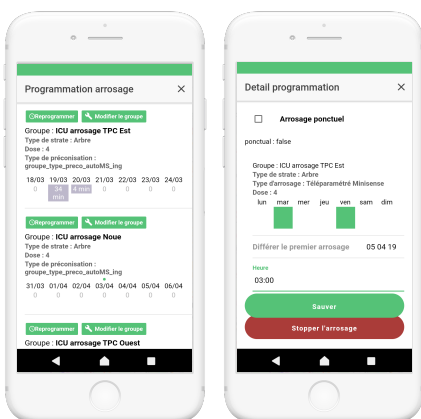 Programmation arrosage ×
Reprogrammer Modifier le groupe
Groupe : ICU arrosage TPC Est
Type de strate : Arbre
Dose : 4
Type de préconisation :
groupe_type_preco_autoMS_ing
18/03 19/03 20/03 21/03 22/03 23/03 24/03
0 34 min 4 min 0 0 0 0
Reprogrammer Modifier le groupe
Groupe : ICU arrosage Noue
Type de strate : Arbre
Dose : 4
Type de préconisation :
groupe_type_preco_autoMS_ing
31/03 01/04 02/04 03/04 04/04 05/04 06/04
0 0 0 0 0 0 0
Reprogrammer Modifier le groupe
Groupe : ICU arrosage TPC Ouest
Detail programmation ×
Arrosage ponctuel
ponctual : false
Groupe : ICU arrosage TPC Est
Type de strate : Arbre
Type d'arrosage : Téléparamétré Minisense
Dose : 4
lun mar mer jeu ven sam dim
Différer le premier arrosage 05 04 19
Heure
03:00
Sauver
Stopper l'arrosage